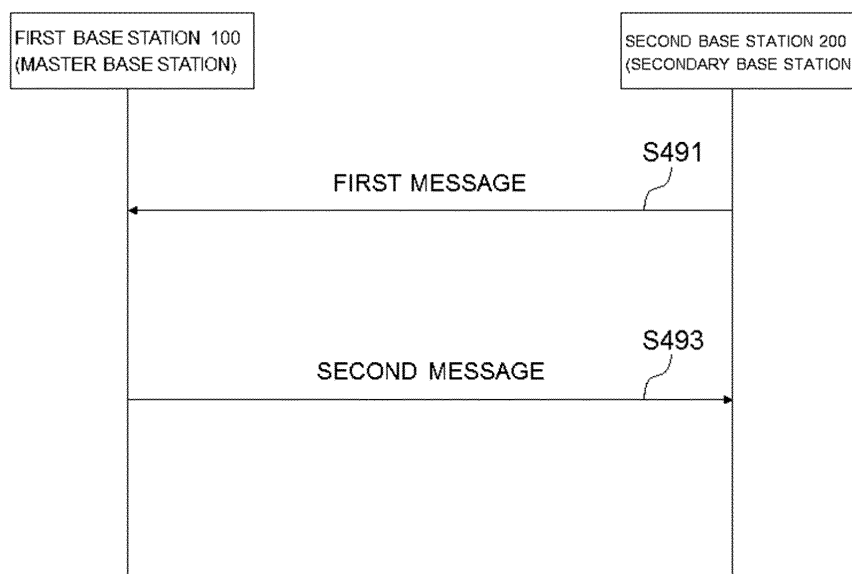 FIRST BASE STATION 100
(MASTER BASE STATION)
SECOND BASE STATION 200
(SECONDARY BASE STATION
S491
FIRST MESSAGE
S493
SECOND MESSAGE